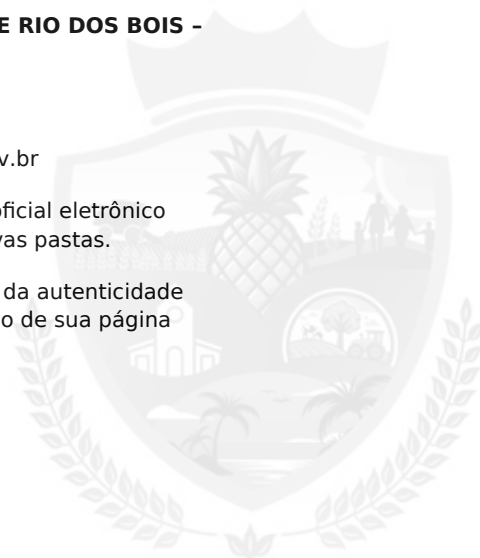 E RIO DOS BOIS –
v.br
oficial eletrônico
vas pastas.
da autenticidade
o de sua página